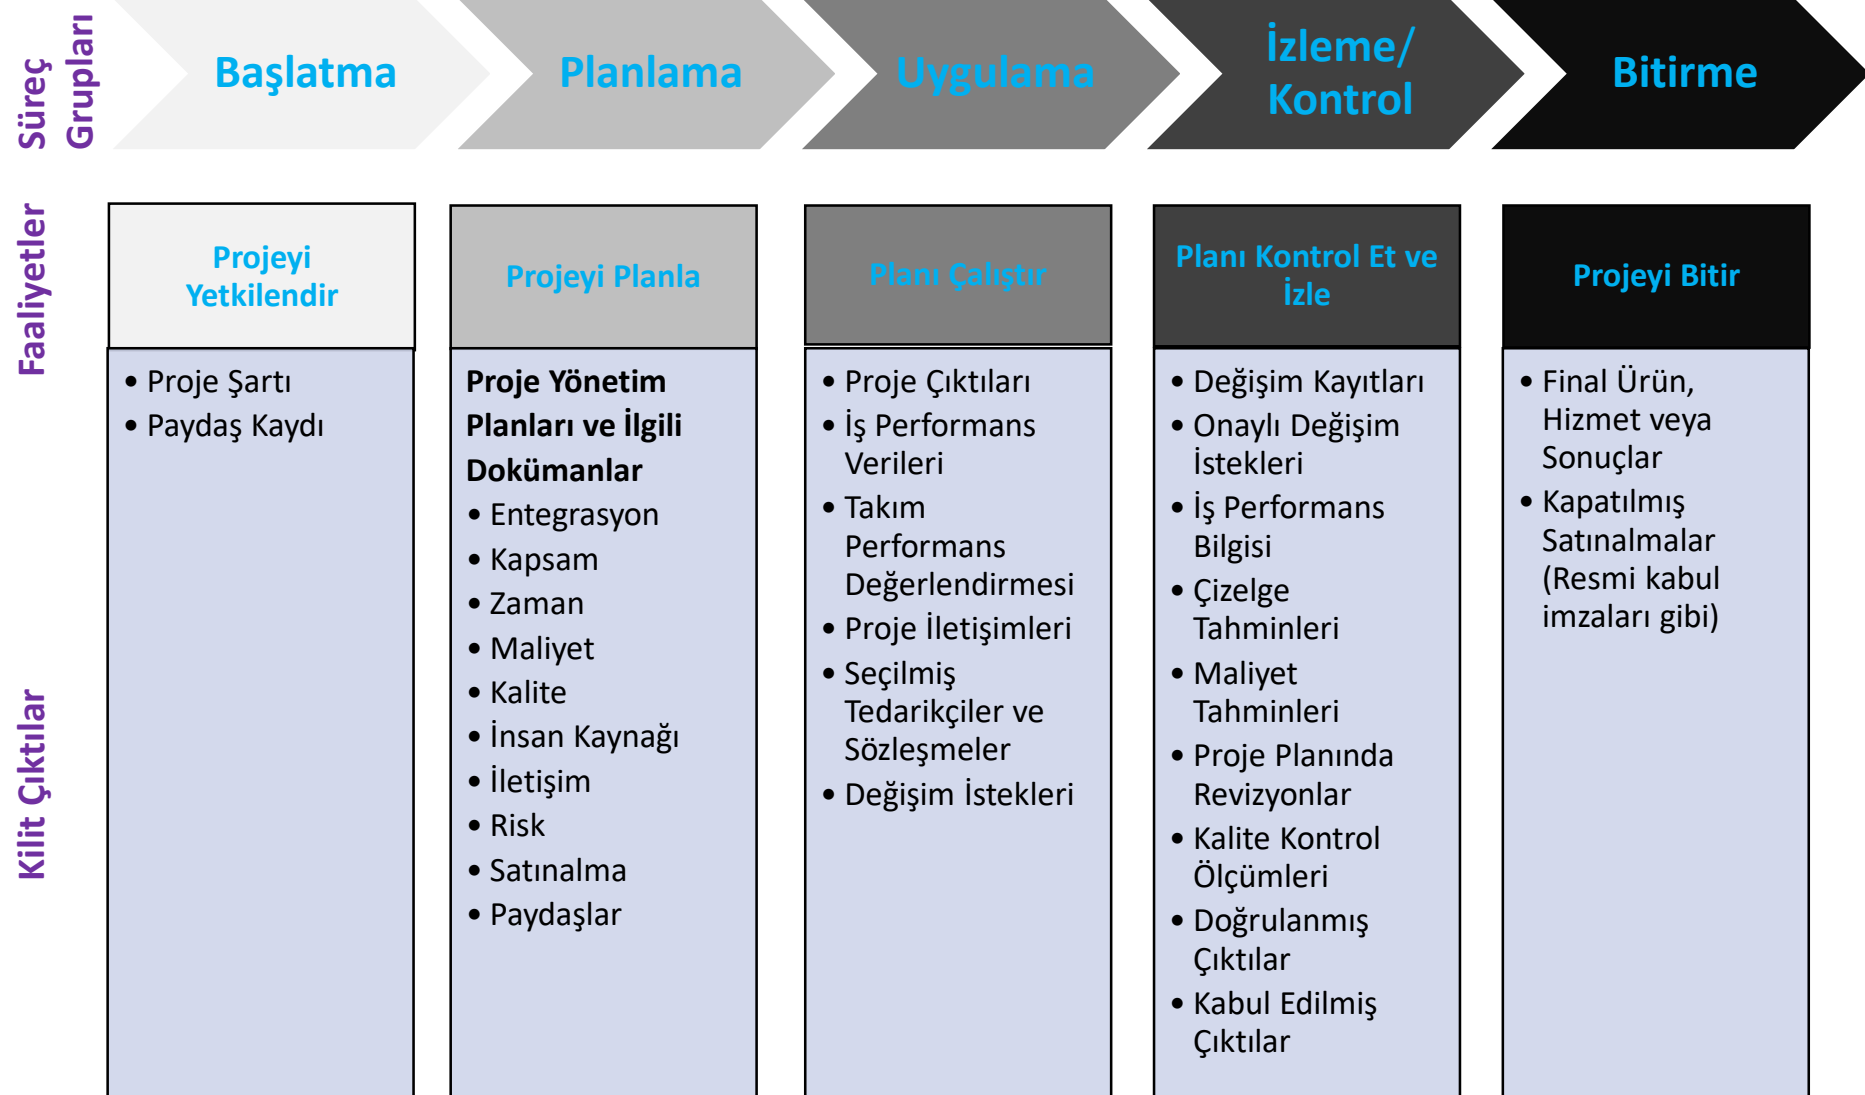 Süreç
Grupları
Başlatma
Planlama
Uygulama
İzleme/
Kontrol
Bitirme
Faaliyetler
Projeyi
Yetkilendir
Projeyi Planla
Planı Çalıştır
Planı Kontrol Et ve
İzle
Projeyi Bitir
Kilit Çıktılar
• Proje Şartı
• Paydaş Kaydı
Proje Yönetim
Planları ve İlgili
Dokümanlar
• Entegrasyon
• Kapsam
• Zaman
• Maliyet
• Kalite
• İnsan Kaynağı
• İletişim
• Risk
• Satınalma
• Paydaşlar
• Proje Çıktıları
• İş Performans
Verileri
• Takım
Performans
Değerlendirmesi
• Proje İletişimleri
• Seçilmiş
Tedarikçiler ve
Sözleşmeler
• Değişim İstekleri
• Değişim Kayıtları
• Onaylı Değişim
İstekleri
• İş Performans
Bilgisi
• Çizelge
Tahminleri
• Maliyet
Tahminleri
• Proje Planında
Revizyonlar
• Kalite Kontrol
Ölçümleri
• Doğrulanmış
Çıktılar
• Kabul Edilmiş
Çıktılar
• Final Ürün,
Hizmet veya
Sonuçlar
• Kapatılmış
Satınalmalar
(Resmi kabul
imzaları gibi)